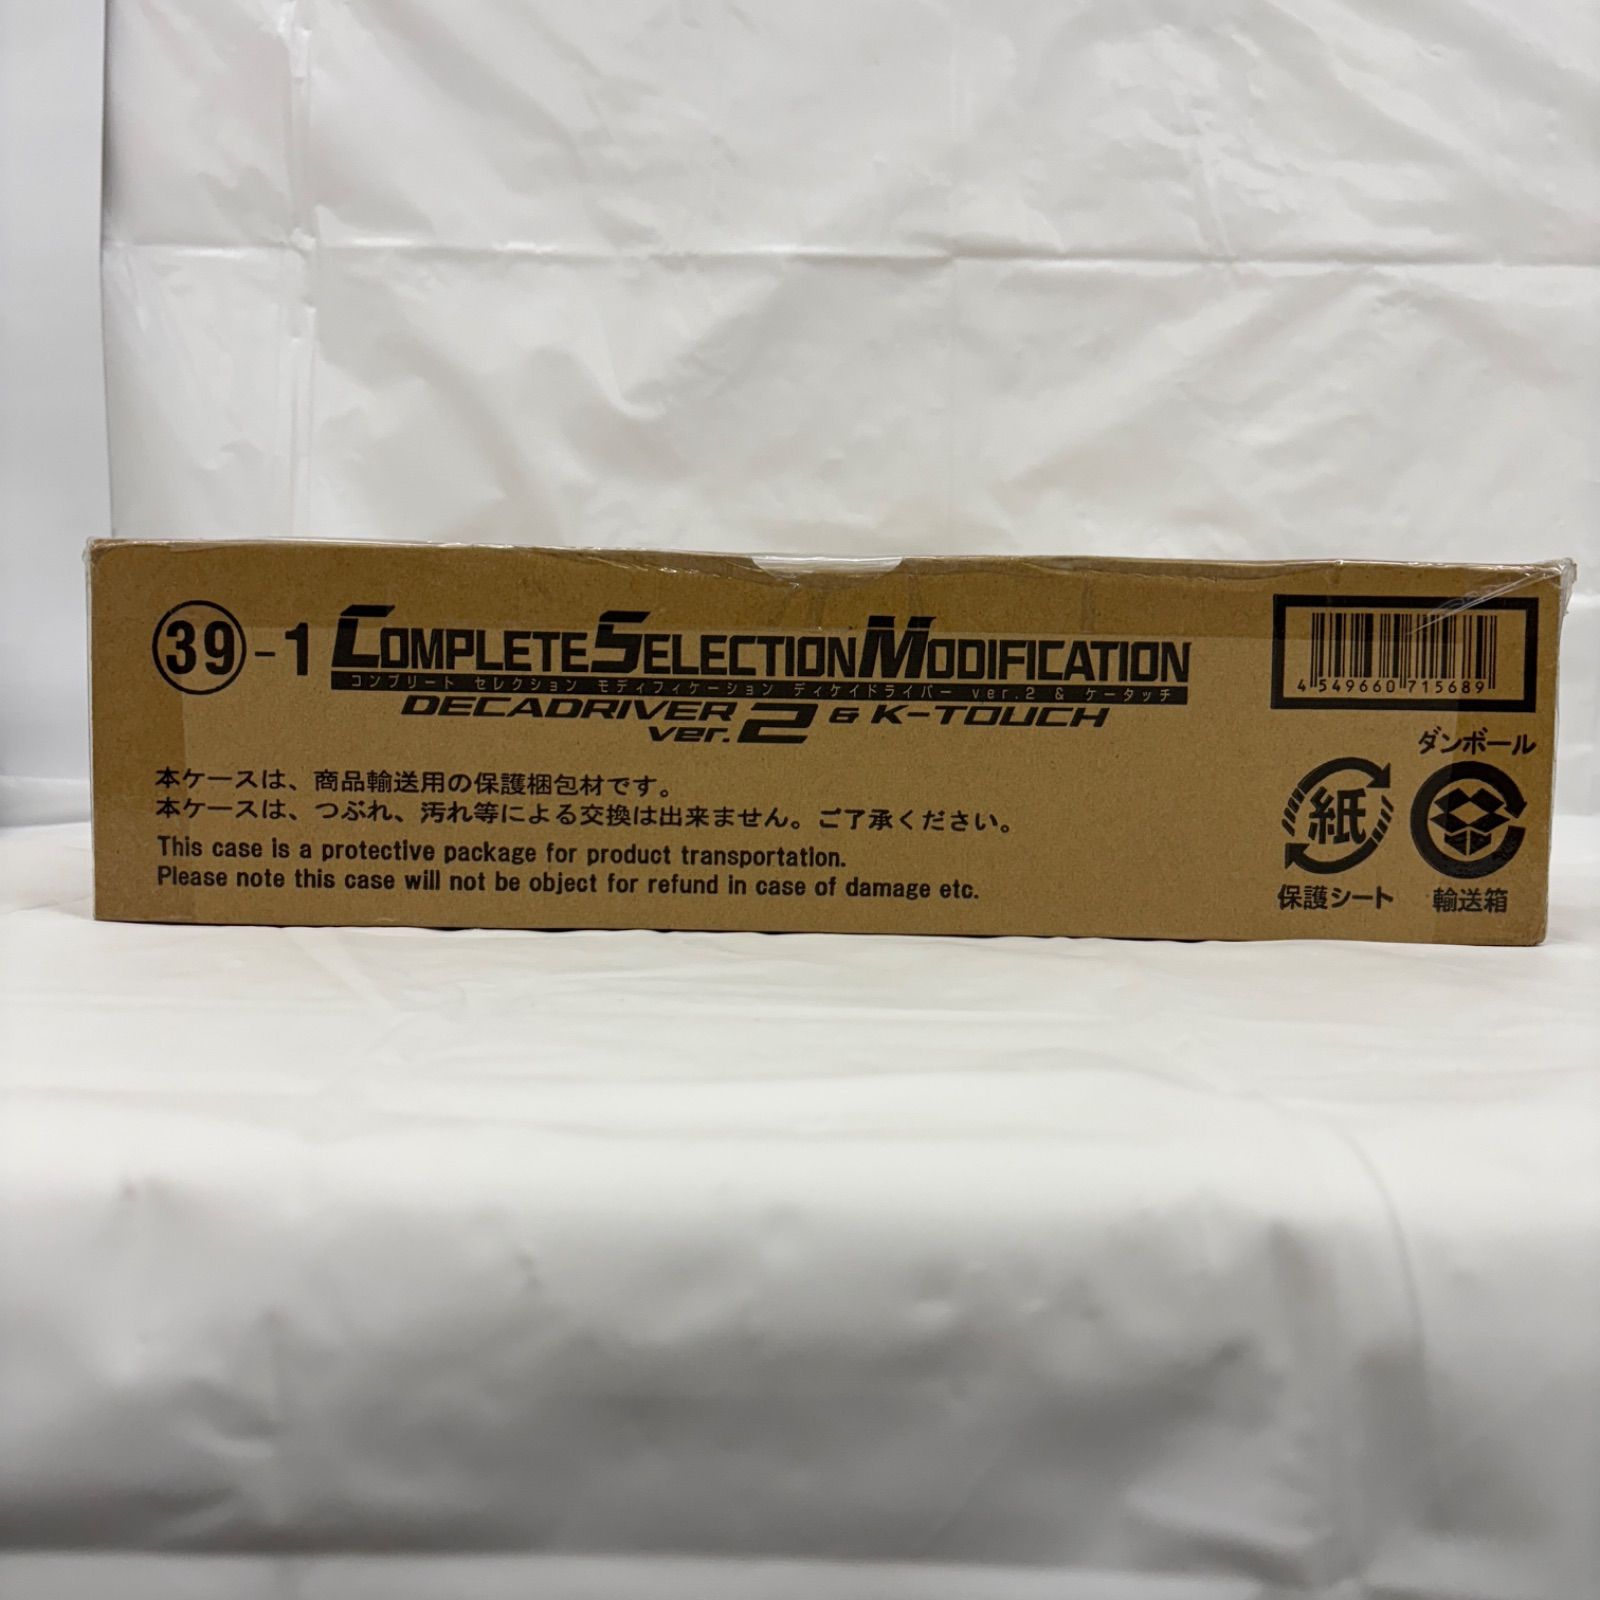 39-1 COMPLETE SELECTION MODIFICATION
コンプリート セレクション モディフィケーション ディケイドライバー ver.2 & ケータッチ
DECADRIVER ver.2 & K-TOUCH
本ケースは、商品輸送用の保護梱包材です。
本ケースは、つぶれ、汚れ等による交換は出来ません。ご了承ください。
This case is a protective package for product transportation.
Please note this case will not be object for refund in case of damage etc.
4 549660 715689
ダンボール
紙
保護シート
輸送箱